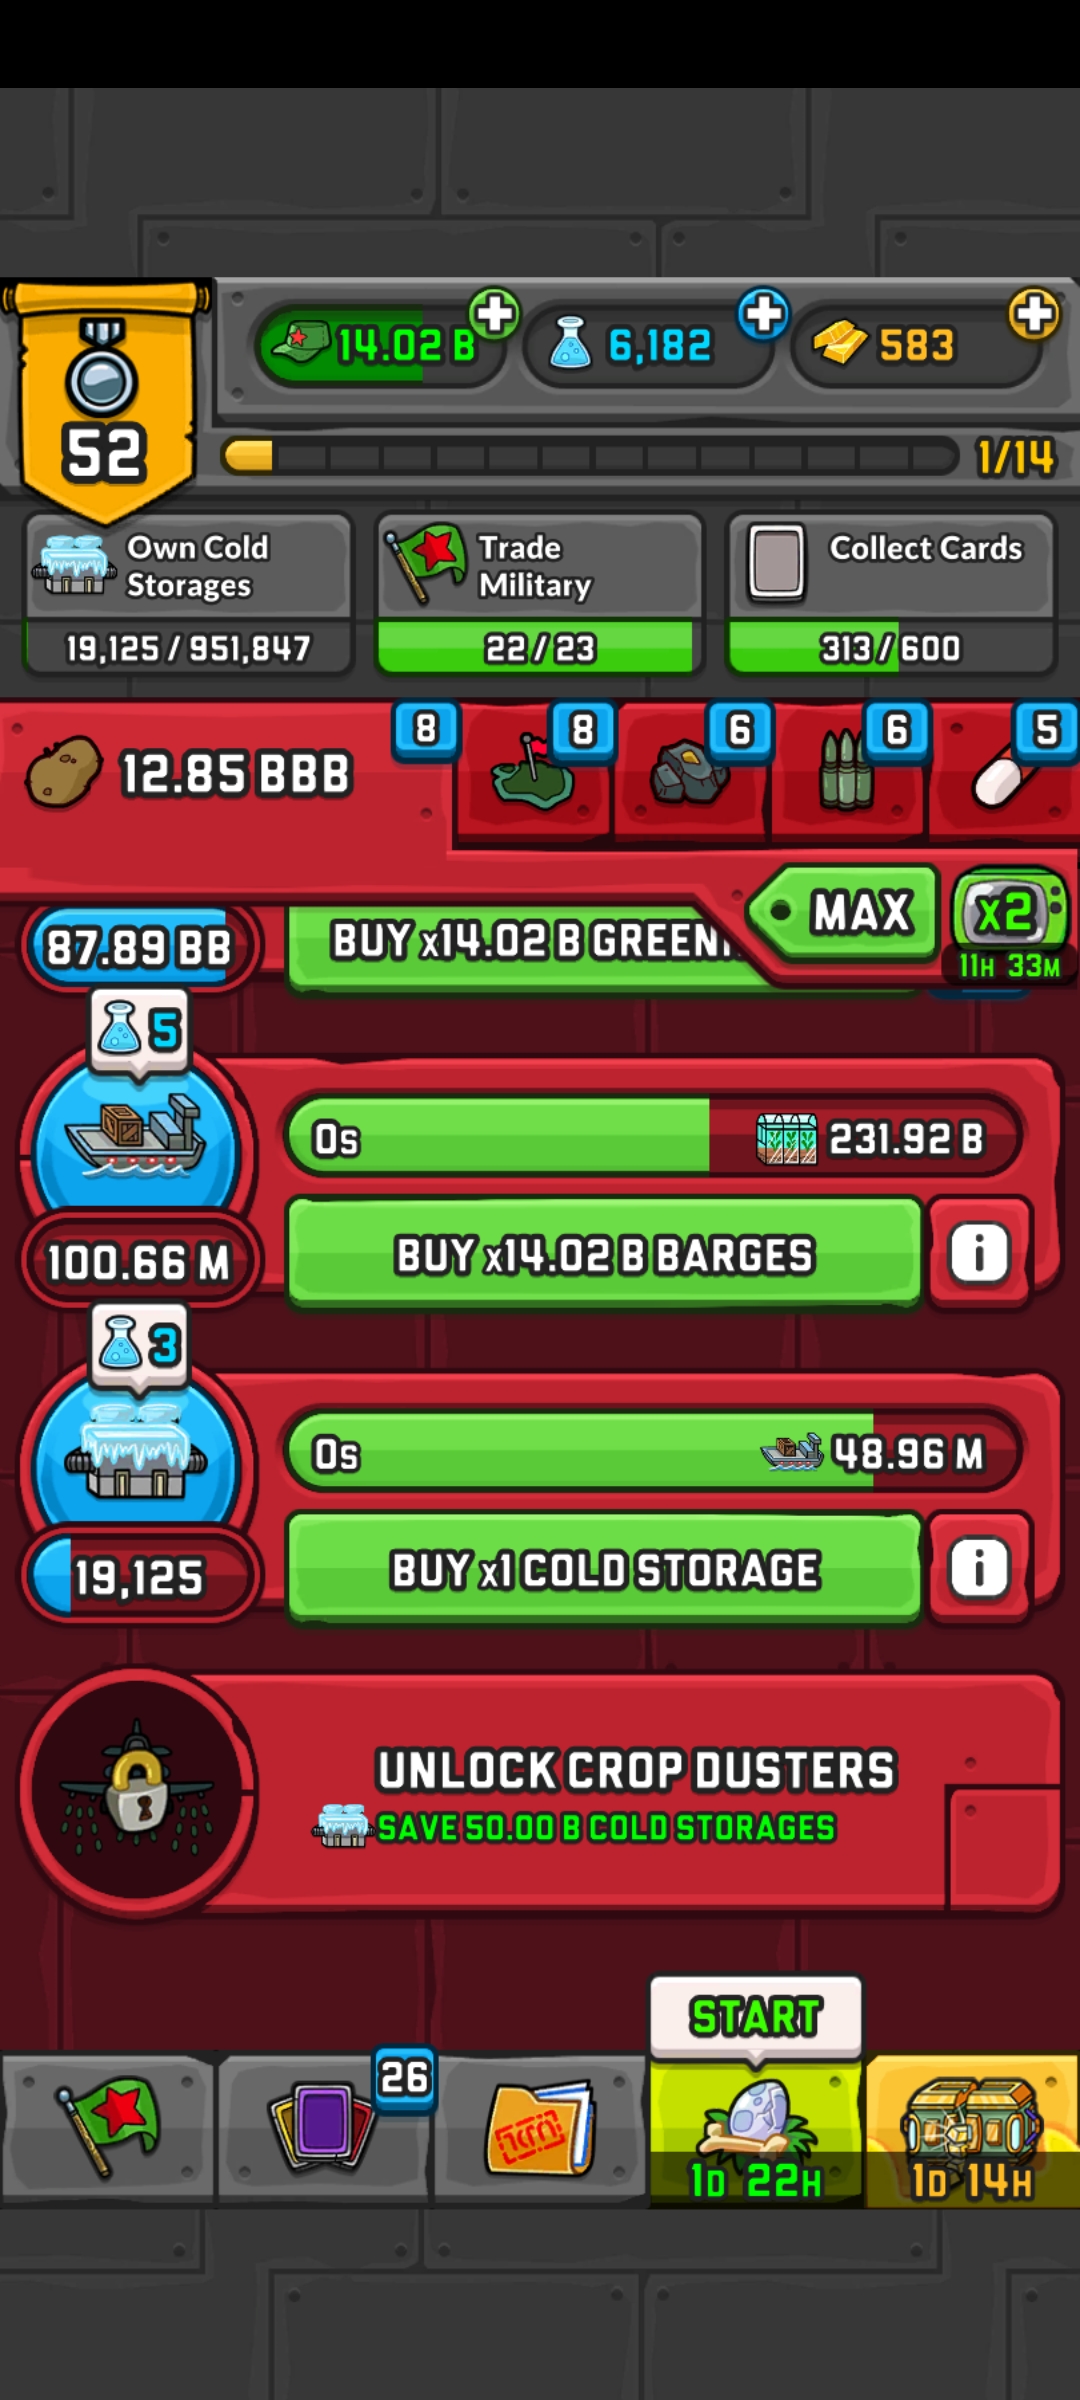 14.02 B
6,182
583
52
1/14
Own Cold
Storages
19,125 / 951,847
Trade
Military
22 / 23
Collect Cards
313 / 600
12.85 BBB
8
8
6
6
5
MAX
x2
11H 33M
87.89 BB
BUY x14.02 B
5
0s
231.92 B
100.66 M
BUY x14.02 B BARGES
i
3
0s
48.96 M
19,125
BUY x1 COLD STORAGE
i
UNLOCK CROP DUSTERS
SAVE 50.00 B COLD STORAGES
START
26
1D 22H
1D 14H